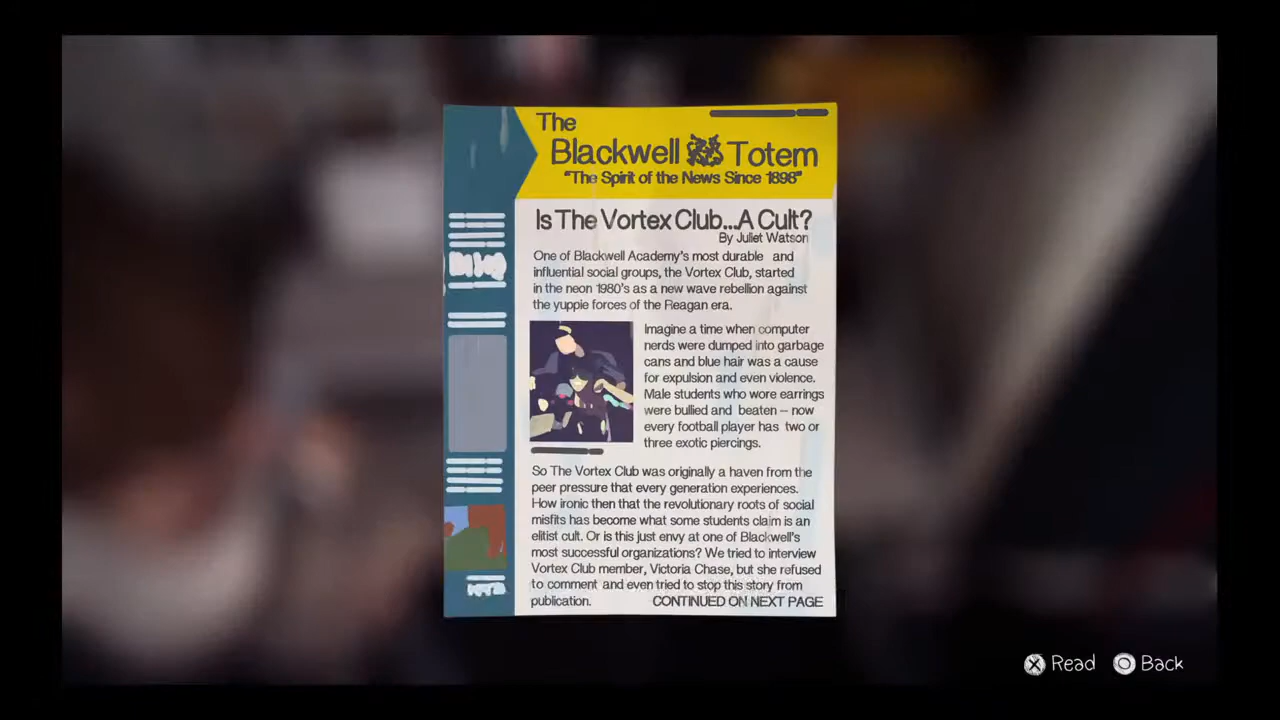 The
Blackwell Totem
"The Spirit of the News Since 1898"
Is The Vortex Club...A Cult?
By Juliet Watson
One of Blackwell Academy's most durable and
influential social groups, the Vortex Club, started
in the neon 1980's as a new wave rebellion against
the yuppie forces of the Reagan era.
Imagine a time when computer
nerds were dumped into garbage
cans and blue hair was a cause
for expulsion and even violence.
Male students who wore earrings
were bullied and beaten – now
every football player has two or
three exotic piercings.
So The Vortex Club was originally a haven from the
peer pressure that every generation experiences.
How ironic then that the revolutionary roots of social
misfits has become what some students claim is an
elitist cult. Or is this just envy at one of Blackwell's
most successful organizations? We tried to interview
Vortex Club member, Victoria Chase, but she refused
to comment and even tried to stop this story from
publication. CONTINUED ON NEXT PAGE
Read Back